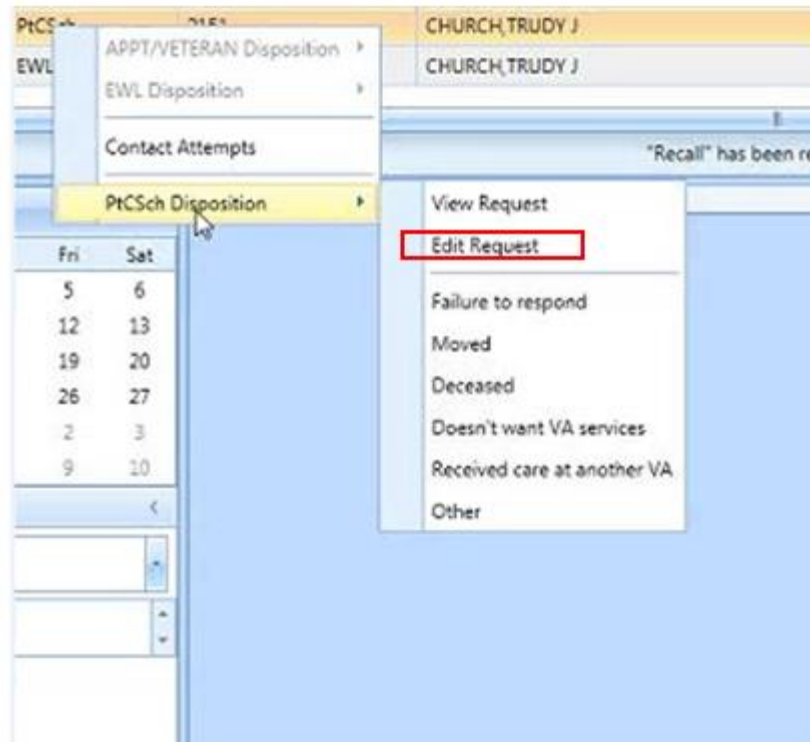 PtCSch 2151 CHURCH,TRUDY J
EWL CHURCH,TRUDY J
APPT/VETERAN Disposition
EWL Disposition
Contact Attempts
"Recall" has been re
PtCSch Disposition
View Request
Edit Request
Failure to respond
Moved
Deceased
Doesn't want VA services
Received care at another VA
Other
Fri Sat
5 6
12 13
19 20
26 27
2 3
9 10